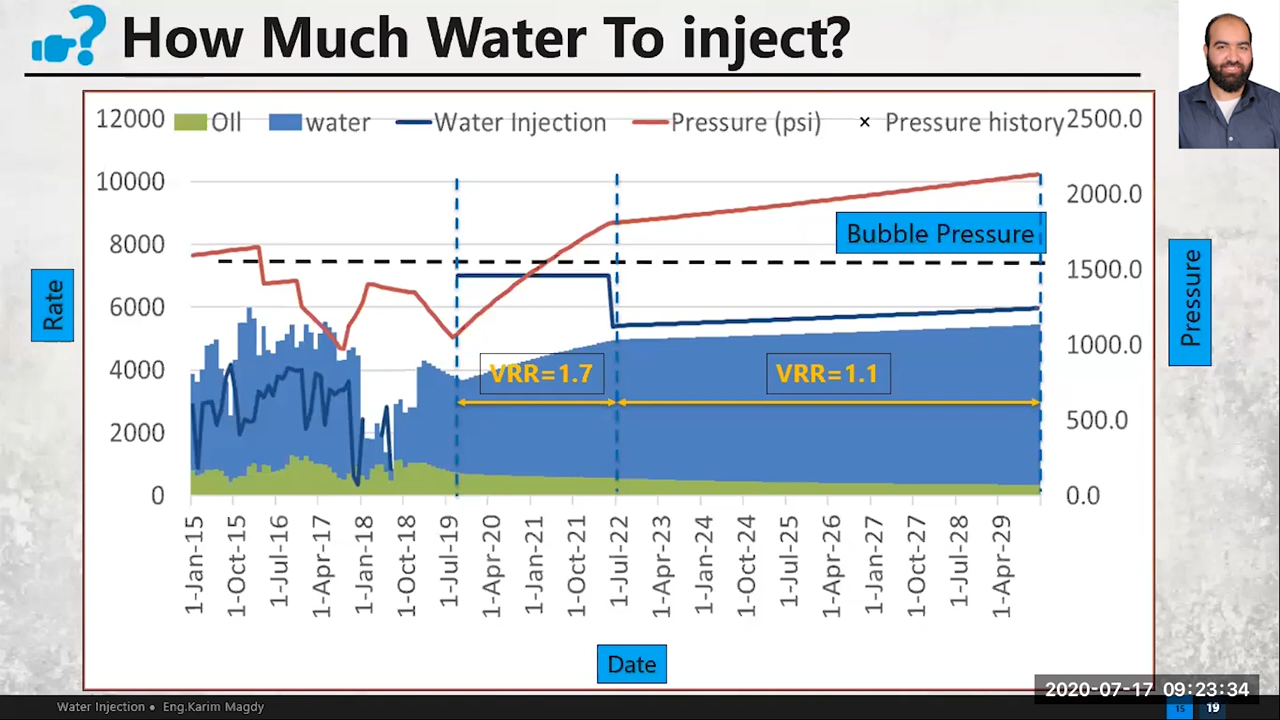 How Much Water To inject?
12000 OIl water Water Injection Pressure (psi) × Pressure history 2500.0
10000 2000.0
8000 Bubble Pressure
1500.0
6000
1000.0
4000 VRR=1.7 VRR=1.1
500.0
2000
0 0.0
Rate
Pressure
1-Jan-15 1-Oct-15 1-Jul-16 1-Apr-17 1-Jan-18 1-Oct-18 1-Jul-19 1-Apr-20 1-Jan-21 1-Oct-21 1-Jul-22 1-Apr-23 1-Jan-24 1-Oct-24 1-Jul-25 1-Apr-26 1-Jan-27 1-Oct-27 1-Jul-28 1-Apr-29
Date
2020-07-17 09:23:34
Water Injection ● Eng.Karim Magdy 15 19